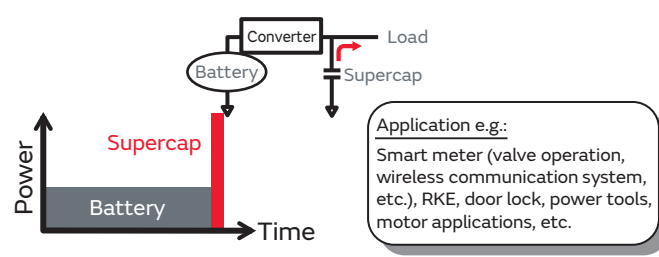 Converter
Load
Battery
Supercap
Supercap
Power
Battery
Time
Application e.g.:
Smart meter (valve operation,
wireless communication system,
etc.), RKE, door lock, power tools,
motor applications, etc.